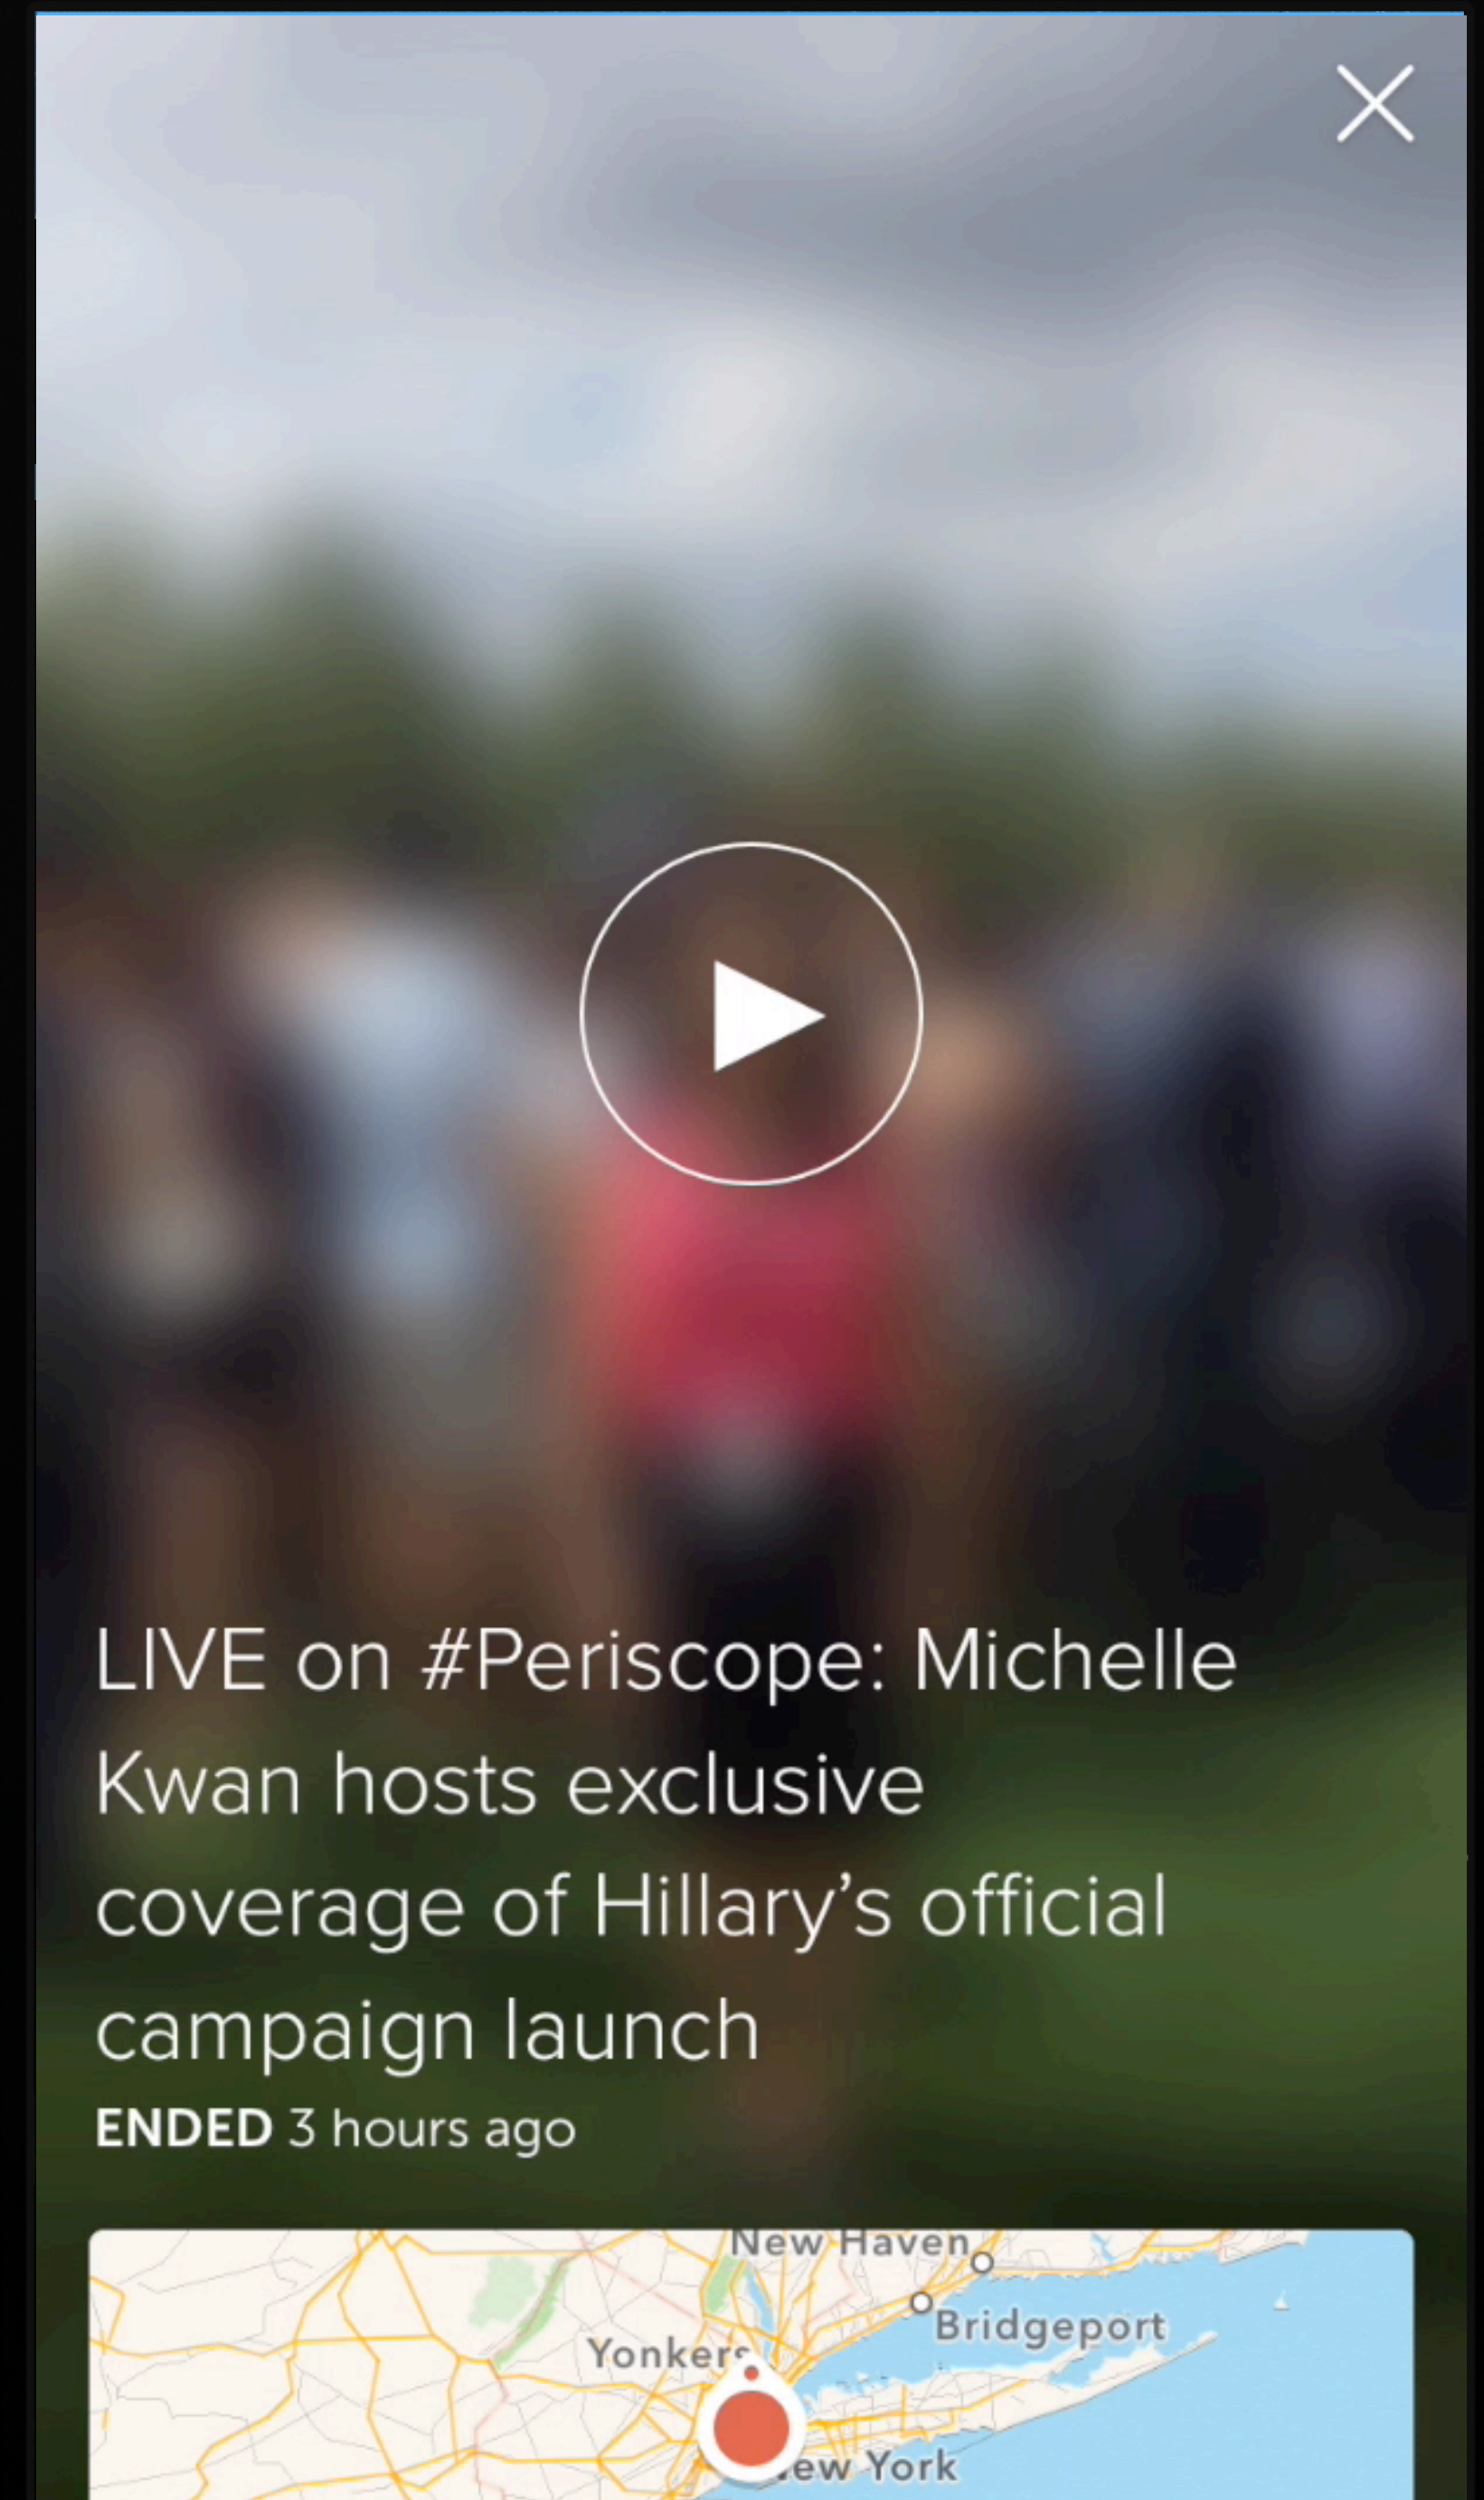 LIVE on #Periscope: Michelle
Kwan hosts exclusive
coverage of Hillary’s official
campaign launch
ENDED 3 hours ago
New Haven
Bridgeport
Yonkers
New York